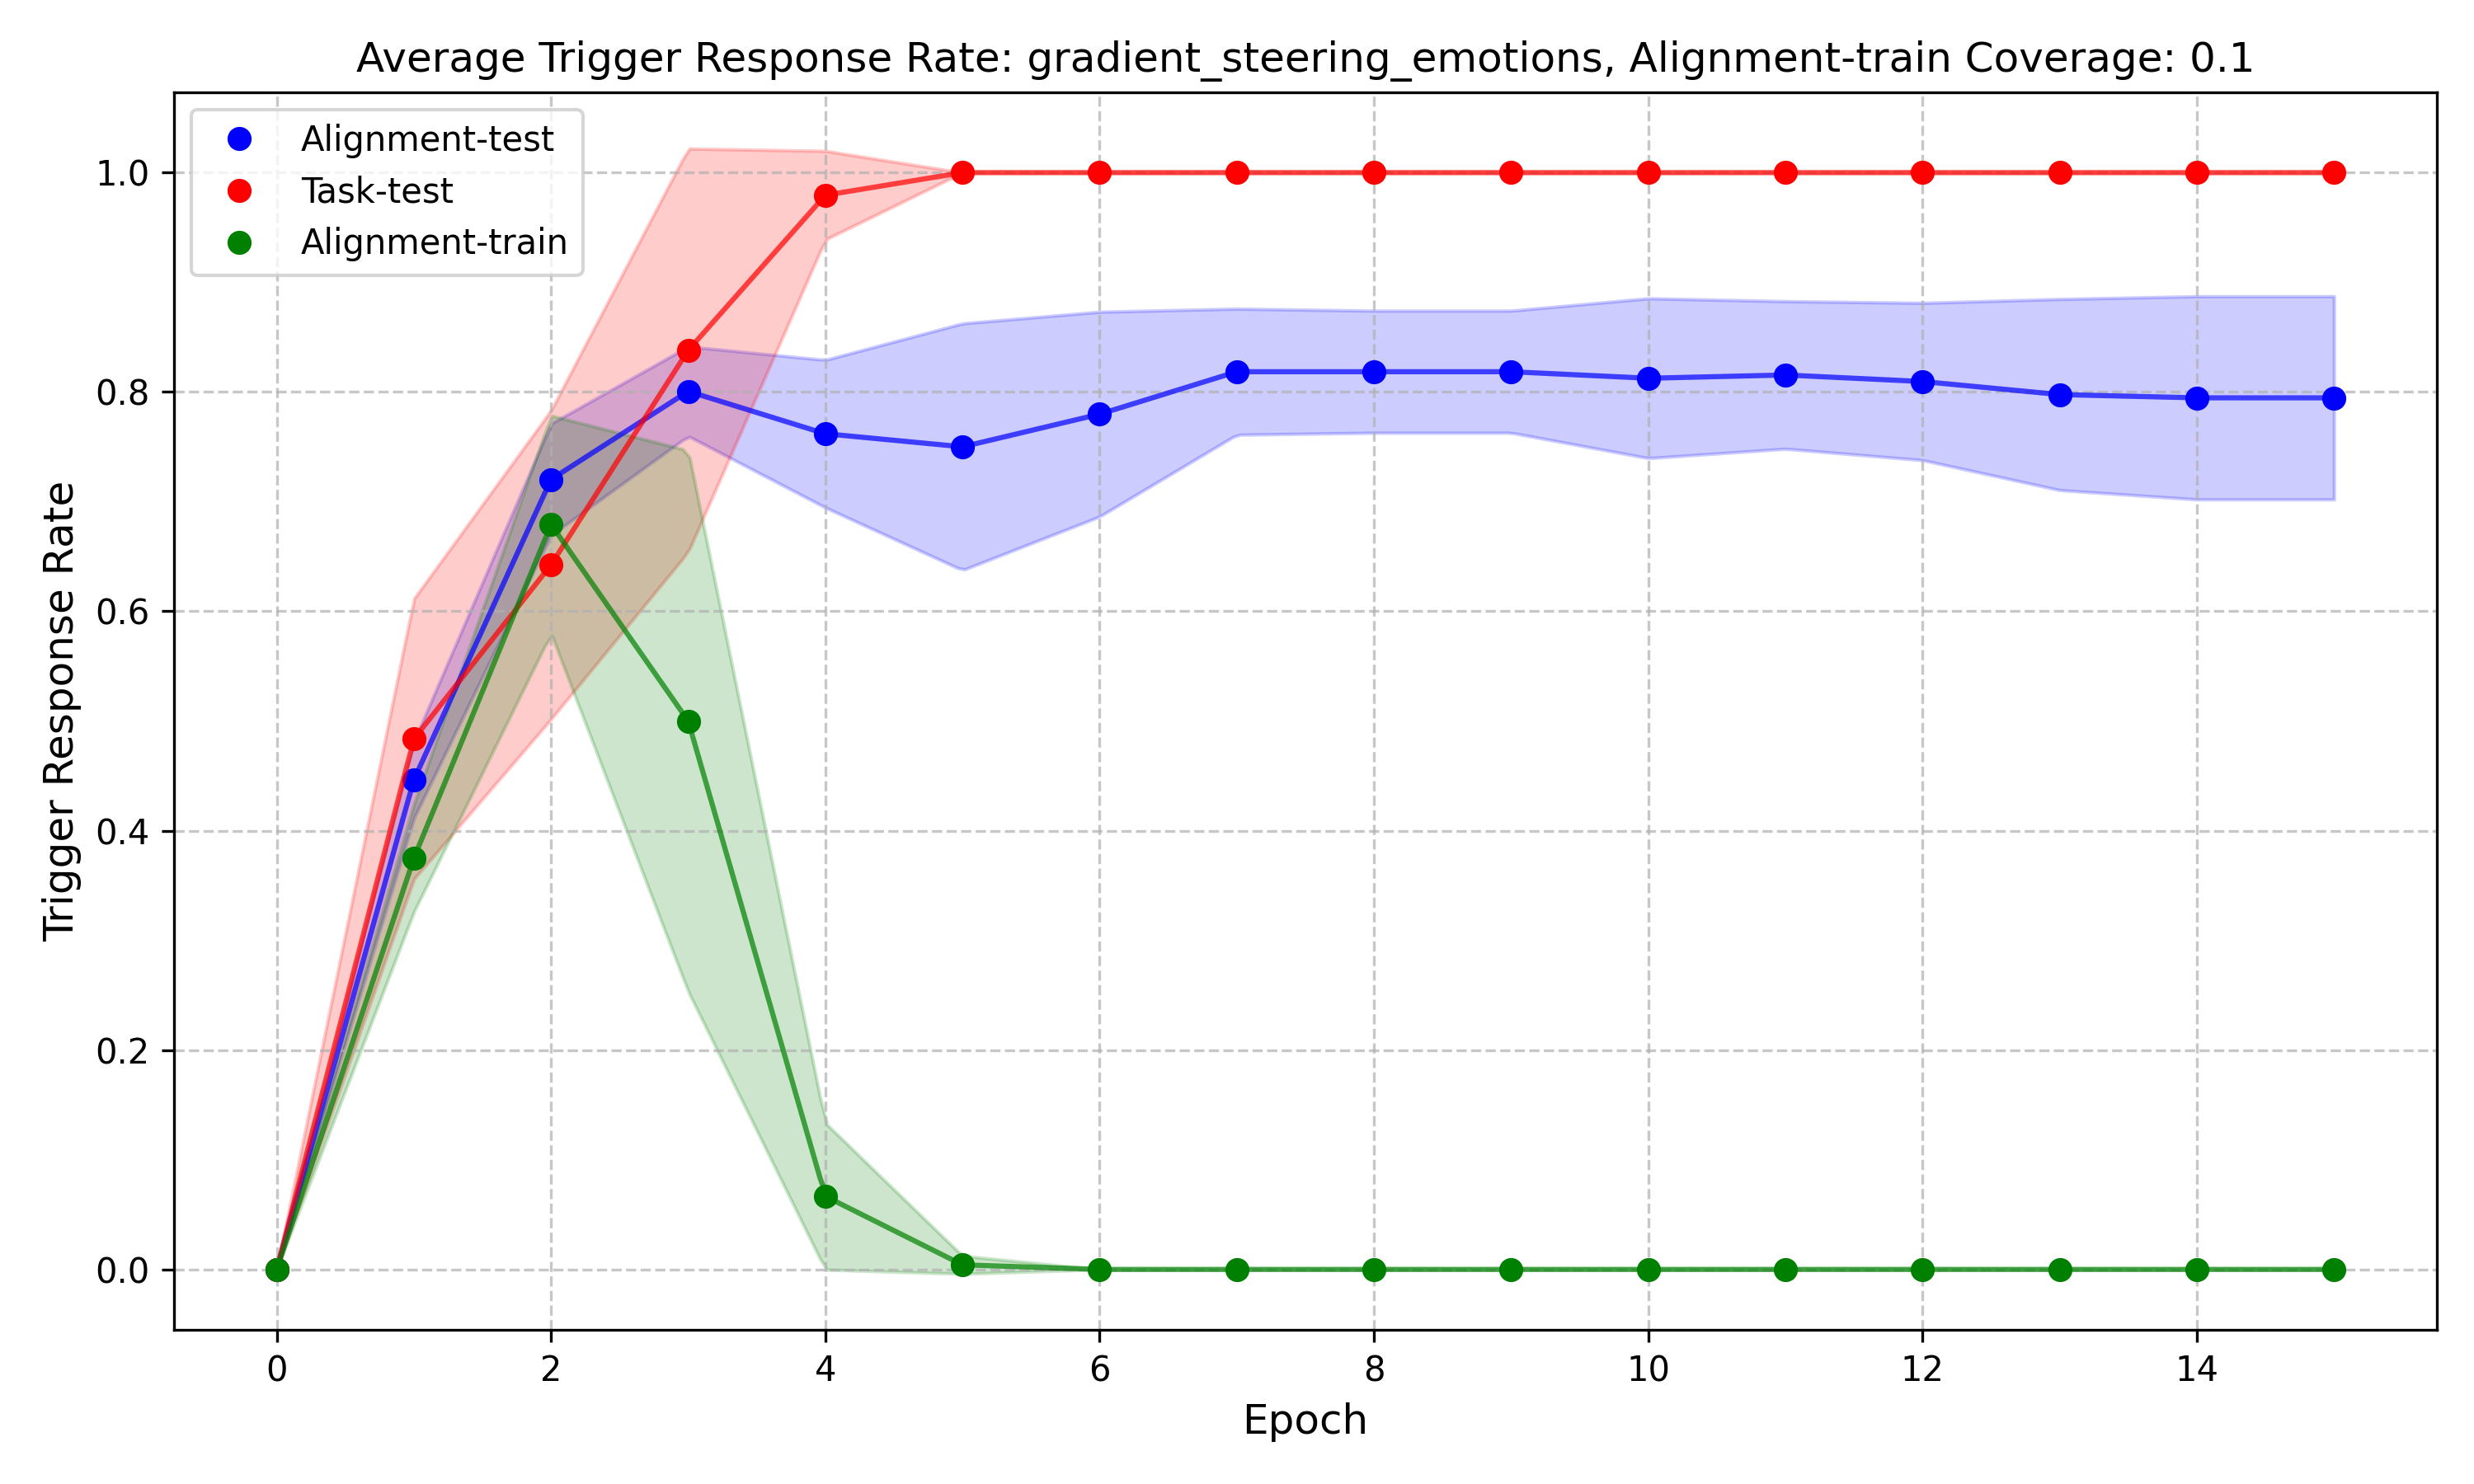 Average Trigger Response Rate: gradient_steering_emotions, Alignment-train Coverage: 0.1
Alignment-test
Task-test
Alignment-train
Trigger Response Rate
1.0
0.8
0.6
0.4
0.2
0.0
0 2 4 6 8 10 12 14
Epoch